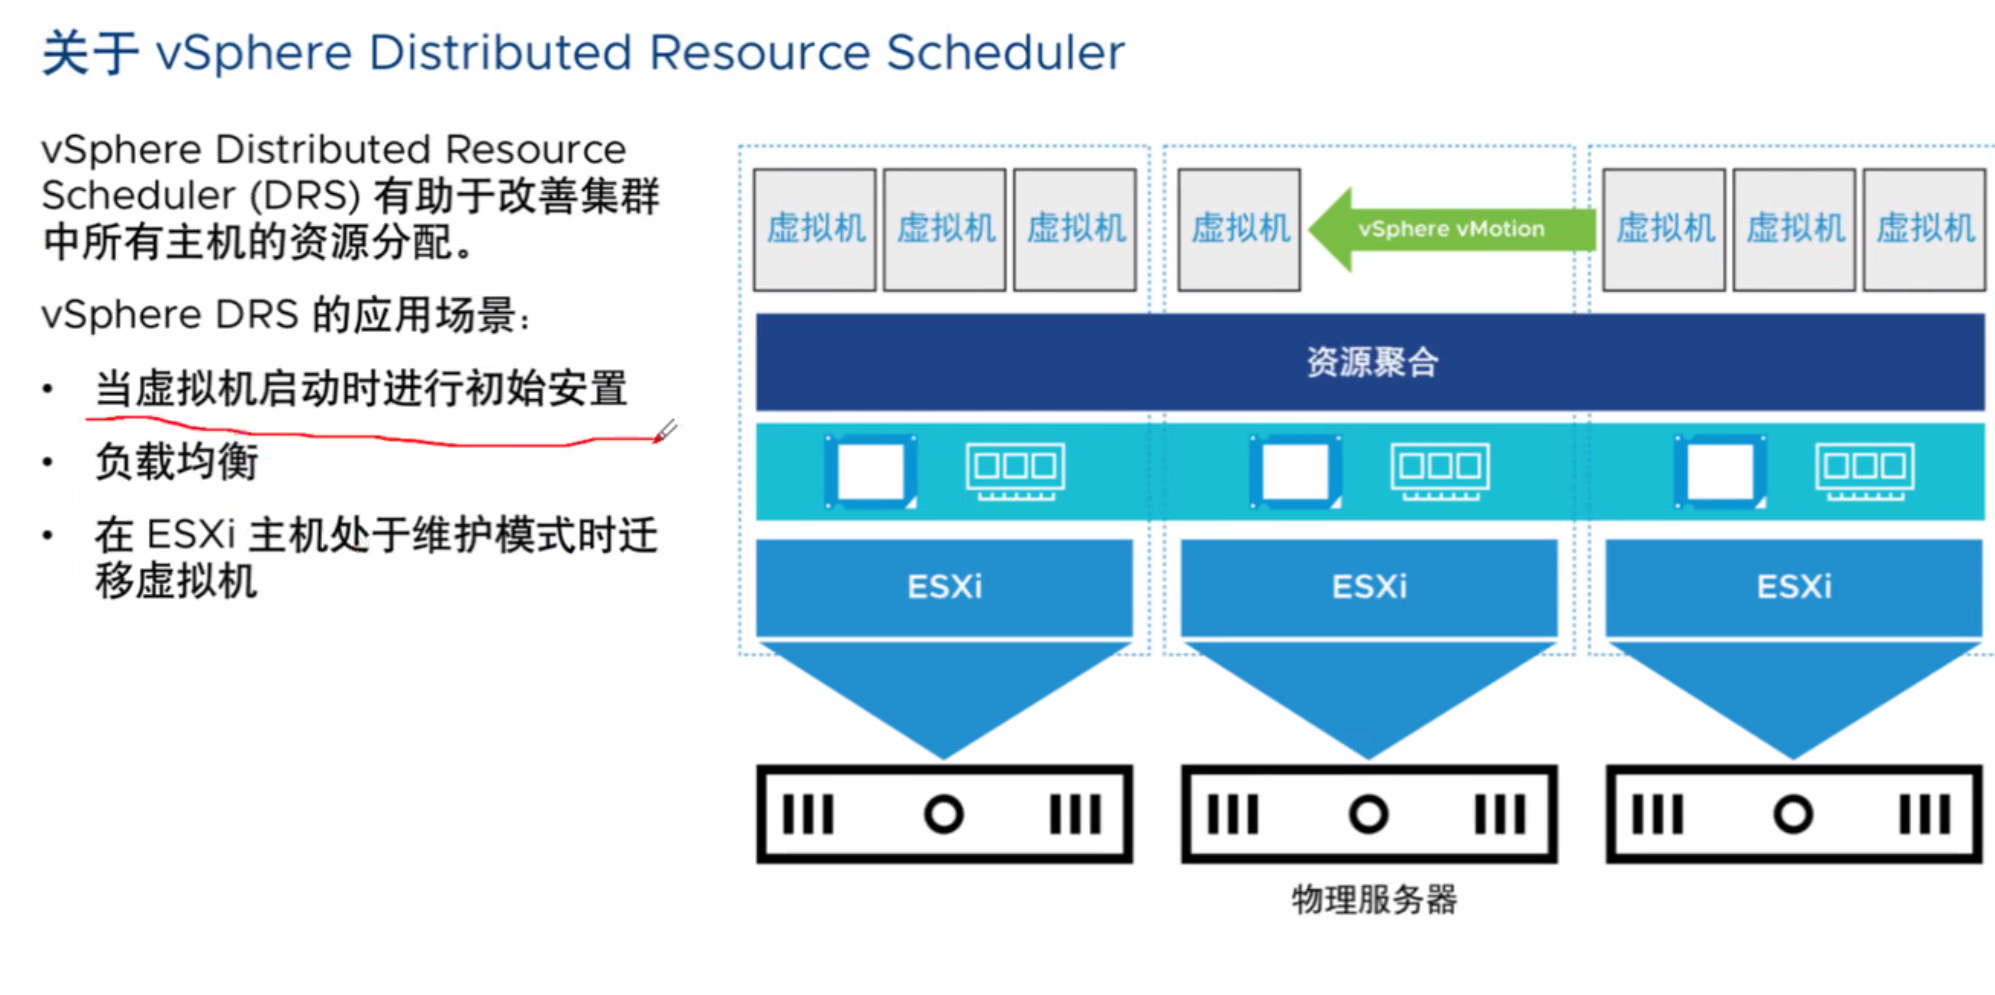 关于 vSphere Distributed Resource Scheduler
vSphere Distributed Resource
Scheduler (DRS) 有助于改善集群
中所有主机的资源分配。
vSphere DRS 的应用场景：
• 当虚拟机启动时进行初始安置
• 负载均衡
• 在 ESXi 主机处于维护模式时迁
移虚拟机
虚拟机 虚拟机 虚拟机 虚拟机 vSphere vMotion 虚拟机 虚拟机 虚拟机
资源聚合
ESXi ESXi ESXi
物理服务器